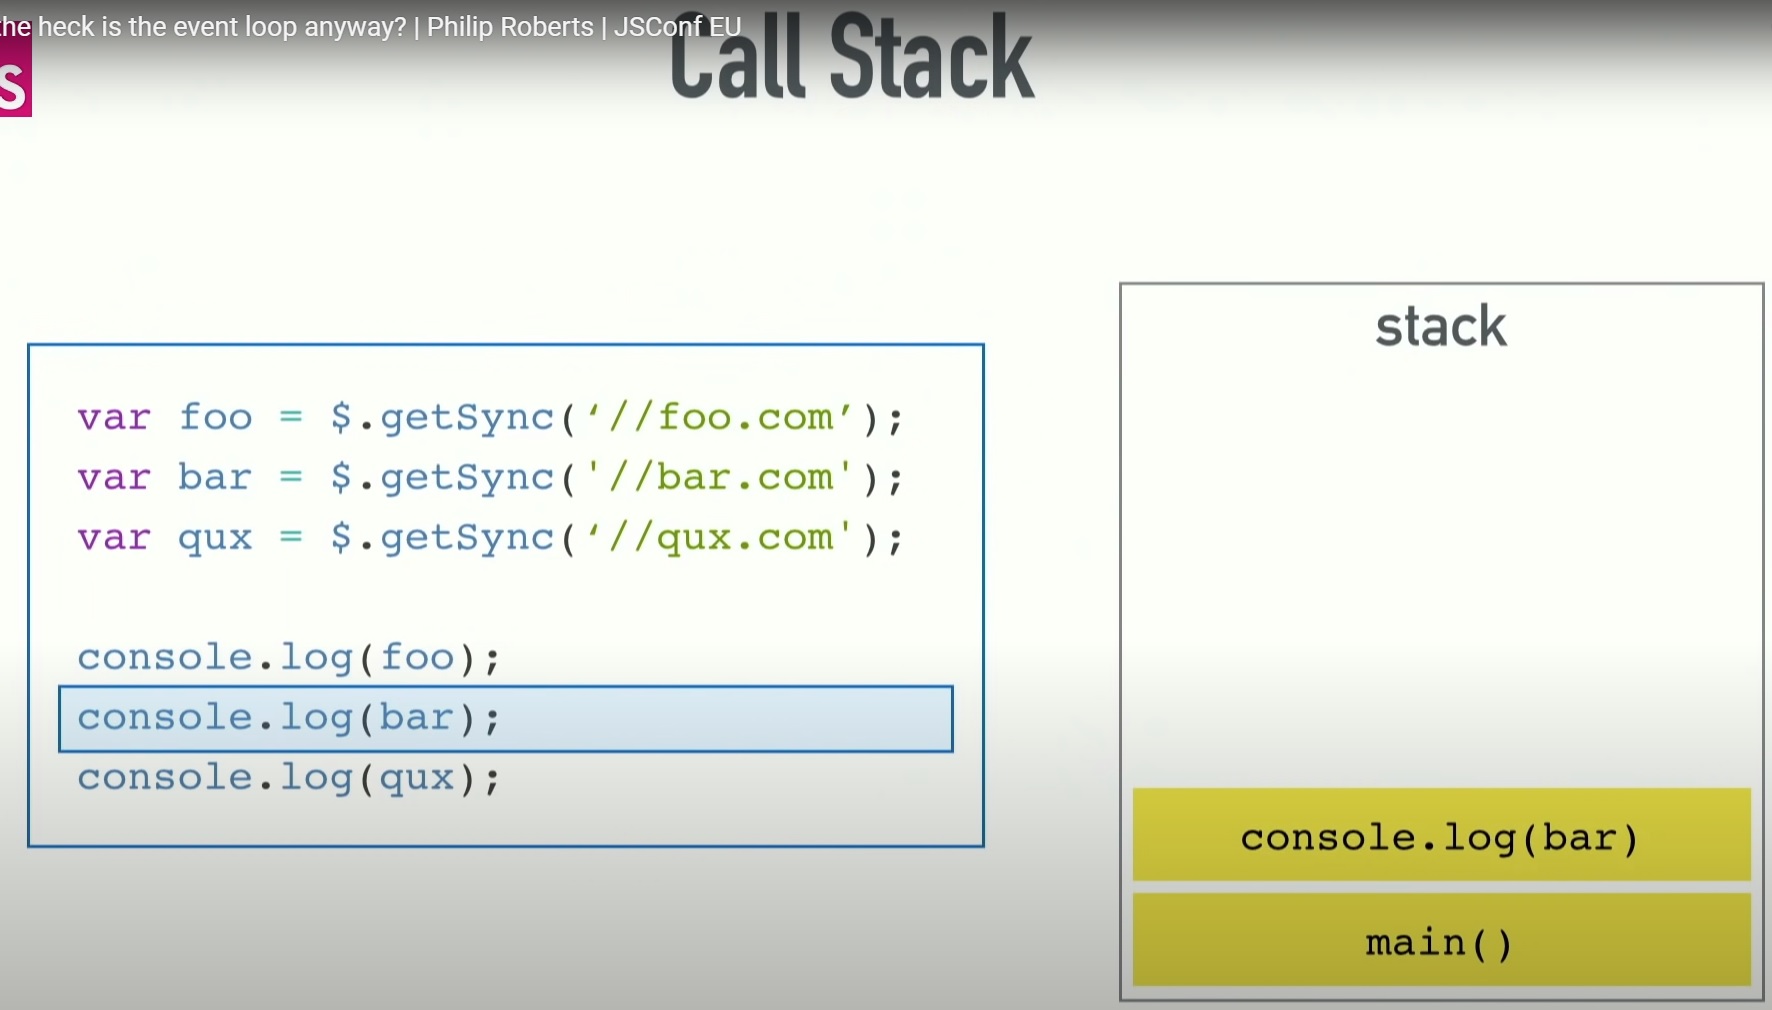 the heck is the event loop anyway? | Philip Roberts | JSConf EU
S
Call Stack
var foo = $.getSync(‘//foo.com’);
var bar = $.getSync('//bar.com');
var qux = $.getSync(‘//qux.com');
console.log(foo);
console.log(bar);
console.log(qux);
stack
console.log(bar)
main()